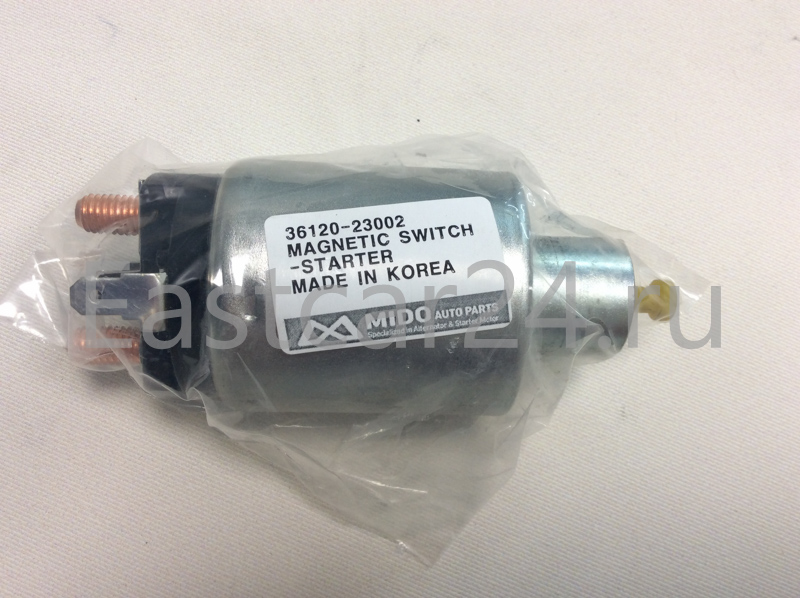 36120-23002
MAGNETIC SWITCH
-STARTER
MADE IN KOREA
MIDO AUTO PARTS
Specialized in Alternator & Starter Motor
Eastcar24.ru